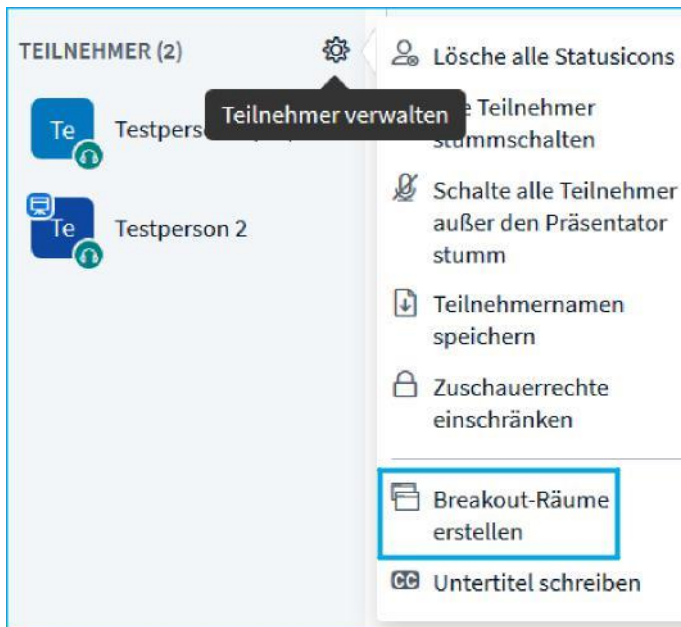 TEILNEHMER (2)
Te
Testpers
Teilnehmer verwalten
Te
Testperson 2
Lösche alle Statusicons
Teilnehmer
stummschalten
Schalte alle Teilnehmer
außer den Präsentator
stumm
Teilnehmernamen
speichern
Zuschauerrechte
einschränken
Breakout-Räume
erstellen
CC Untertitel schreiben